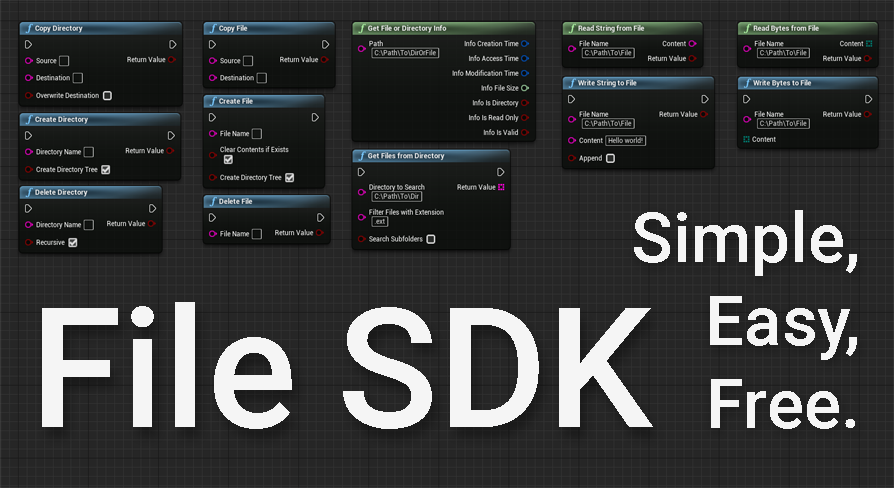 Copy Directory
Source
Return Value
Destination
Overwrite Destination
Create Directory
Directory Name
Return Value
Create Directory Tree
Delete Directory
Directory Name
Return Value
Recursive
Copy File
Source
Return Value
Destination
Create File
File Name
Clear Contents if Exists
Create Directory Tree
Delete File
File Name
Return Value
Get File or Directory Info
Path
C:\Path\To\DirOrFile
Info Creation Time
Info Access Time
Info Modification Time
Info File Size
Info Is Directory
Info Is Read Only
Info Is Valid
Get Files from Directory
Directory to Search
C:\Path\To\Dir
Return Value
Filter Files with Extension
.ext
Search Subfolders
Read String from File
File Name
C:\Path\To\File
Content
Return Value
Write String to File
File Name
C:\Path\To\File
Return Value
Content Hello world!
Append
Read Bytes from File
File Name
C:\Path\To\File
Content
Return Value
Write Bytes to File
File Name
C:\Path\To\File
Return Value
Content
File SDK
Simple,
Easy,
Free.